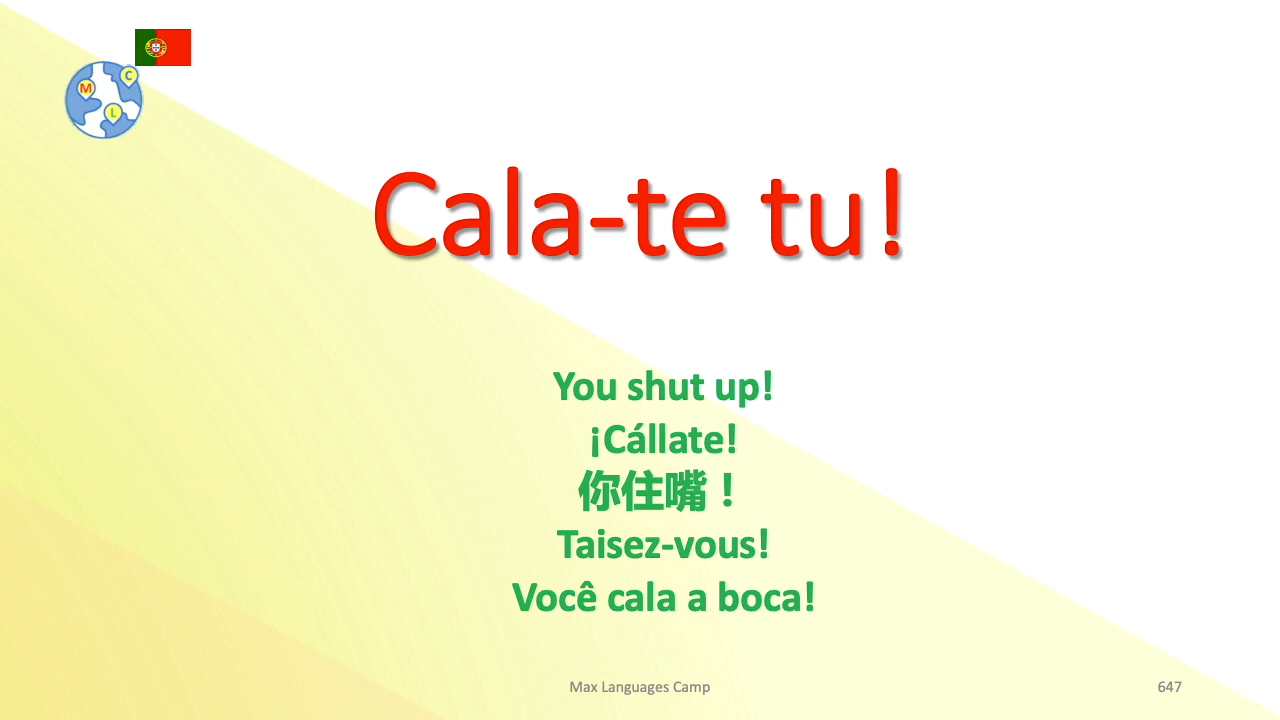 M
C
L
Cala-te tu!
You shut up!
¡Cállate!
你住嘴！
Taisez-vous!
Você cala a boca!
Max Languages Camp
647